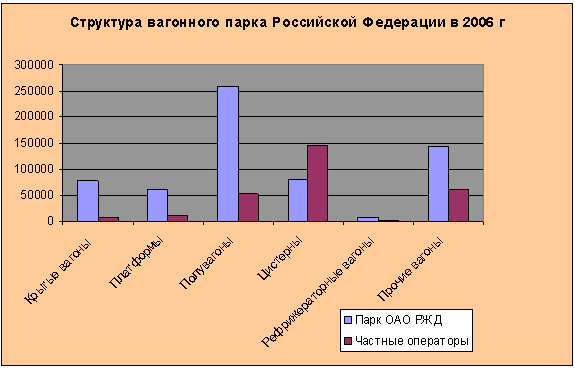 Структура вагонного парка Российской Федерации в 2006 г
300000
250000
200000
150000
100000
50000
0
Крытые вагоны
Платформы
Полувагоны
Цистерны
Рефрижераторные вагоны
Прочие вагоны
Парк ОАО РЖД
Частные операторы